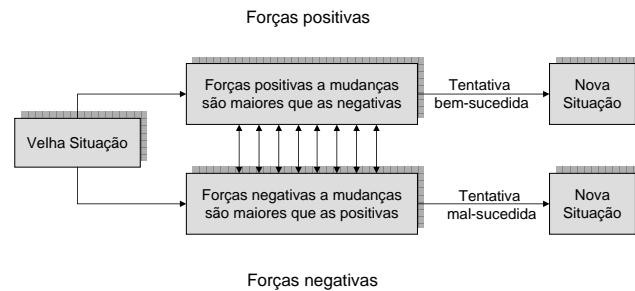 Forças positivas
Forças positivas a mudanças
são maiores que as negativas
Tentativa
bem-sucedida
Nova
Situação
Velha Situação
Forças negativas a mudanças
são maiores que as positivas
Tentativa
mal-sucedida
Nova
Situação
Forças negativas